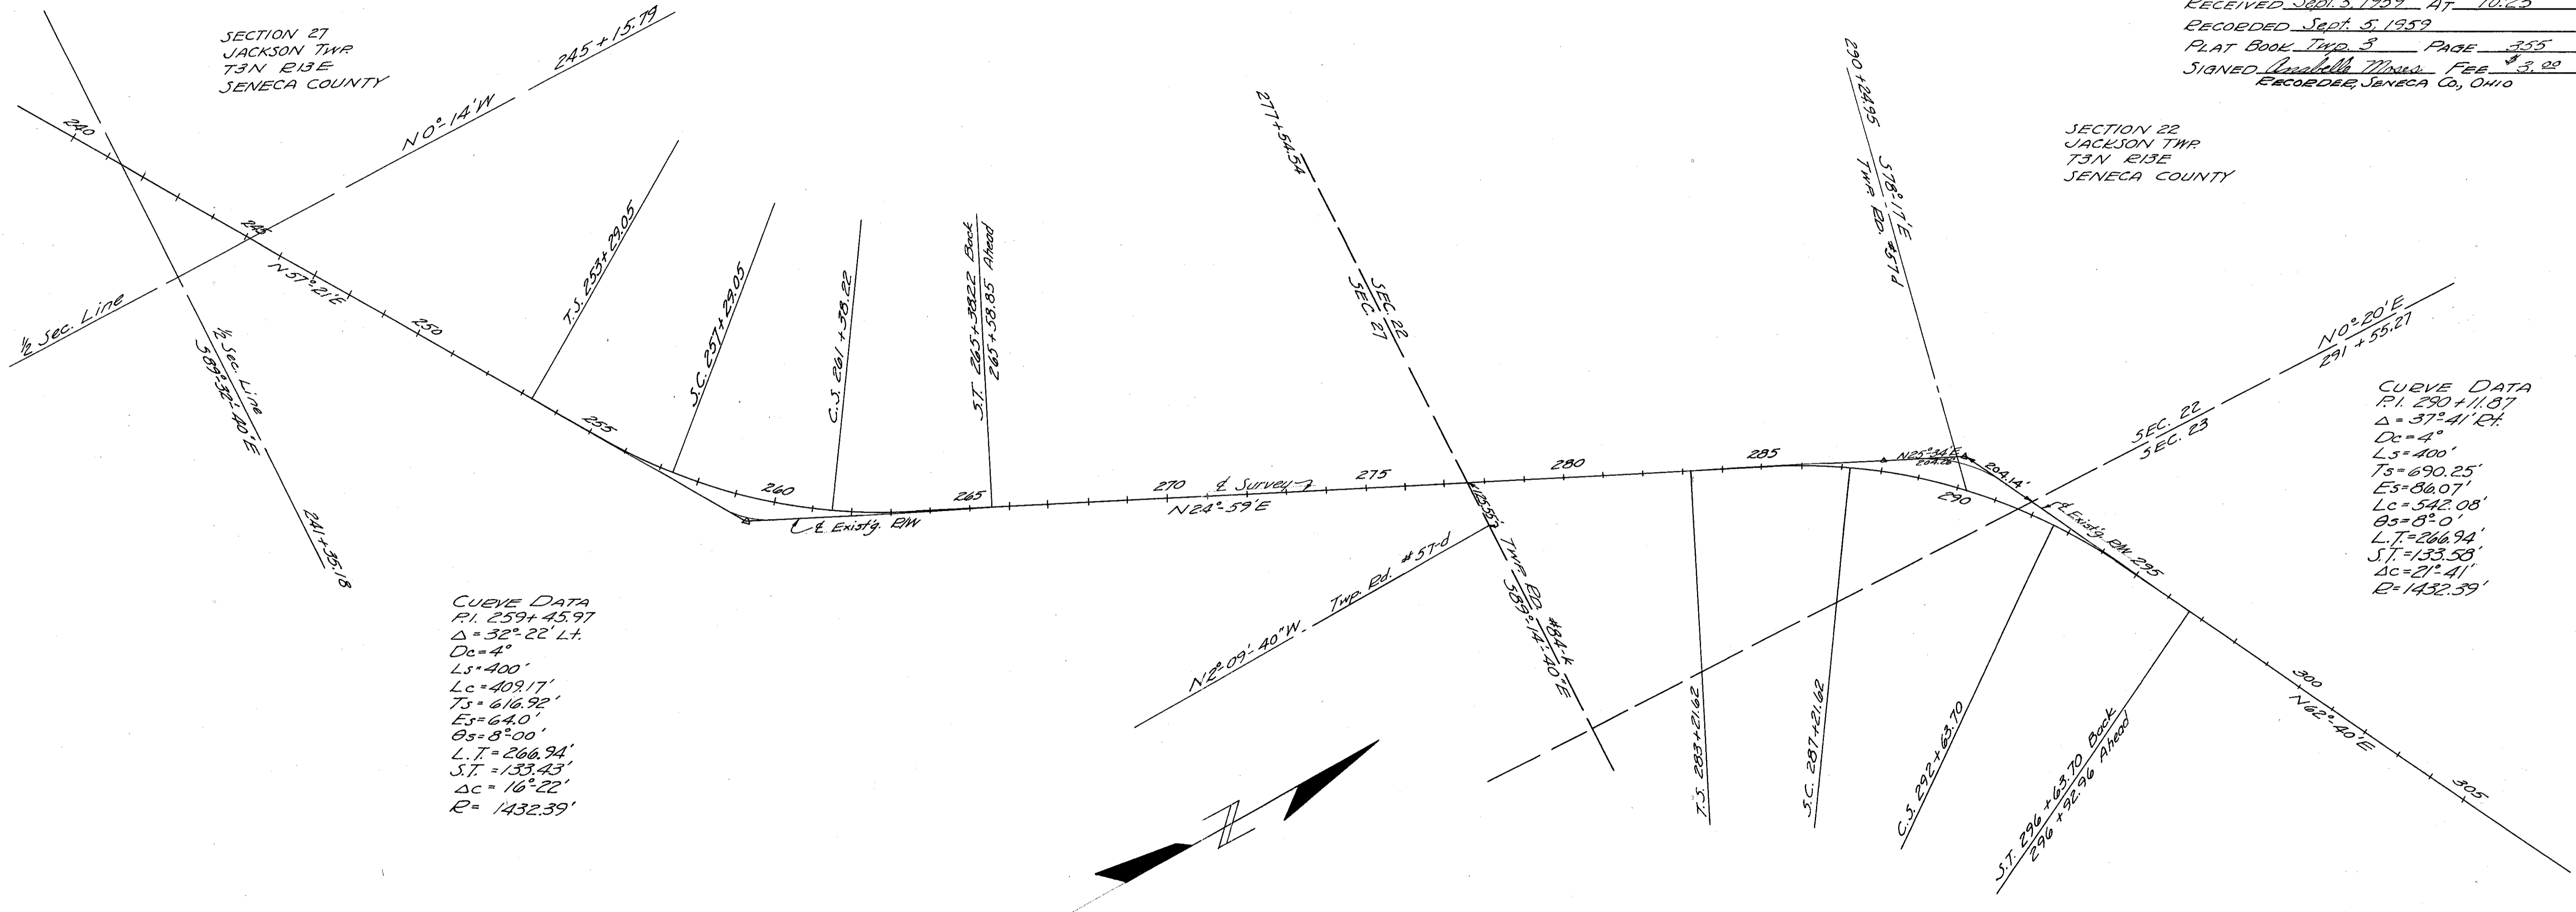 SECTION 27
JACKSON TWP.
T3N R13E
SENECA COUNTY
RECEIVED Sept. 5, 1959 AT 10:25
RECORDED Sept. 5, 1959
PLAT BOOK Twp. 3 PAGE 355
SIGNED Anabelle Moses FEE $3.00
RECORDER, SENECA CO., OHIO
SECTION 22
JACKSON TWP.
T3N R13E
SENECA COUNTY
245+15.79
N0°-14'W
½ Sec. Line
½ Sec. Line
S89°-32'-40"E
241+35.18
240
245
N57°-21'E
250
255
T.S. 253+29.05
S.C. 257+29.05
C.S. 261+38.22
S.T. 265+38.22 Back
265+58.85 Ahead
260
℄ Exist'g. R/W
265
270
℄ Survey
N24°-59'E
275
277+54.54
SEC. 22
SEC. 27
125.55'
TWP. RD. #84-K
S89°-14'-40"E
Twp. Rd. #57-d
N2°-09'-40"W
280
285
290+24.95
S78°-17'E
TWP. RD. #57d
N25°-34'E
204.26'
204.14'
290
℄ Exist'g. R/W
295
N0°-20'E
291+55.27
SEC. 22
SEC. 23
T.S. 283+21.62
S.C. 287+21.62
C.S. 292+63.70
S.T. 296+63.70 Back
296+92.96 Ahead
300
N62°-40'E
305
CURVE DATA
P.I. 259+45.97
Δ=32°-22' Lt.
Dc=4°
Ls=400'
Lc=409.17'
Ts=616.92'
Es=64.0'
θs=8°-00'
L.T.=266.94'
S.T.=133.43'
Δc=16°-22'
R=1432.39'
CURVE DATA
P.I. 290+11.87
Δ=37°-41' Rt.
Dc=4°
Ls=400'
Ts=690.25'
Es=86.07'
Lc=542.08'
θs=8°-0'
L.T.=266.94'
S.T.=133.58'
Δc=21°-41'
R=1432.39'
N